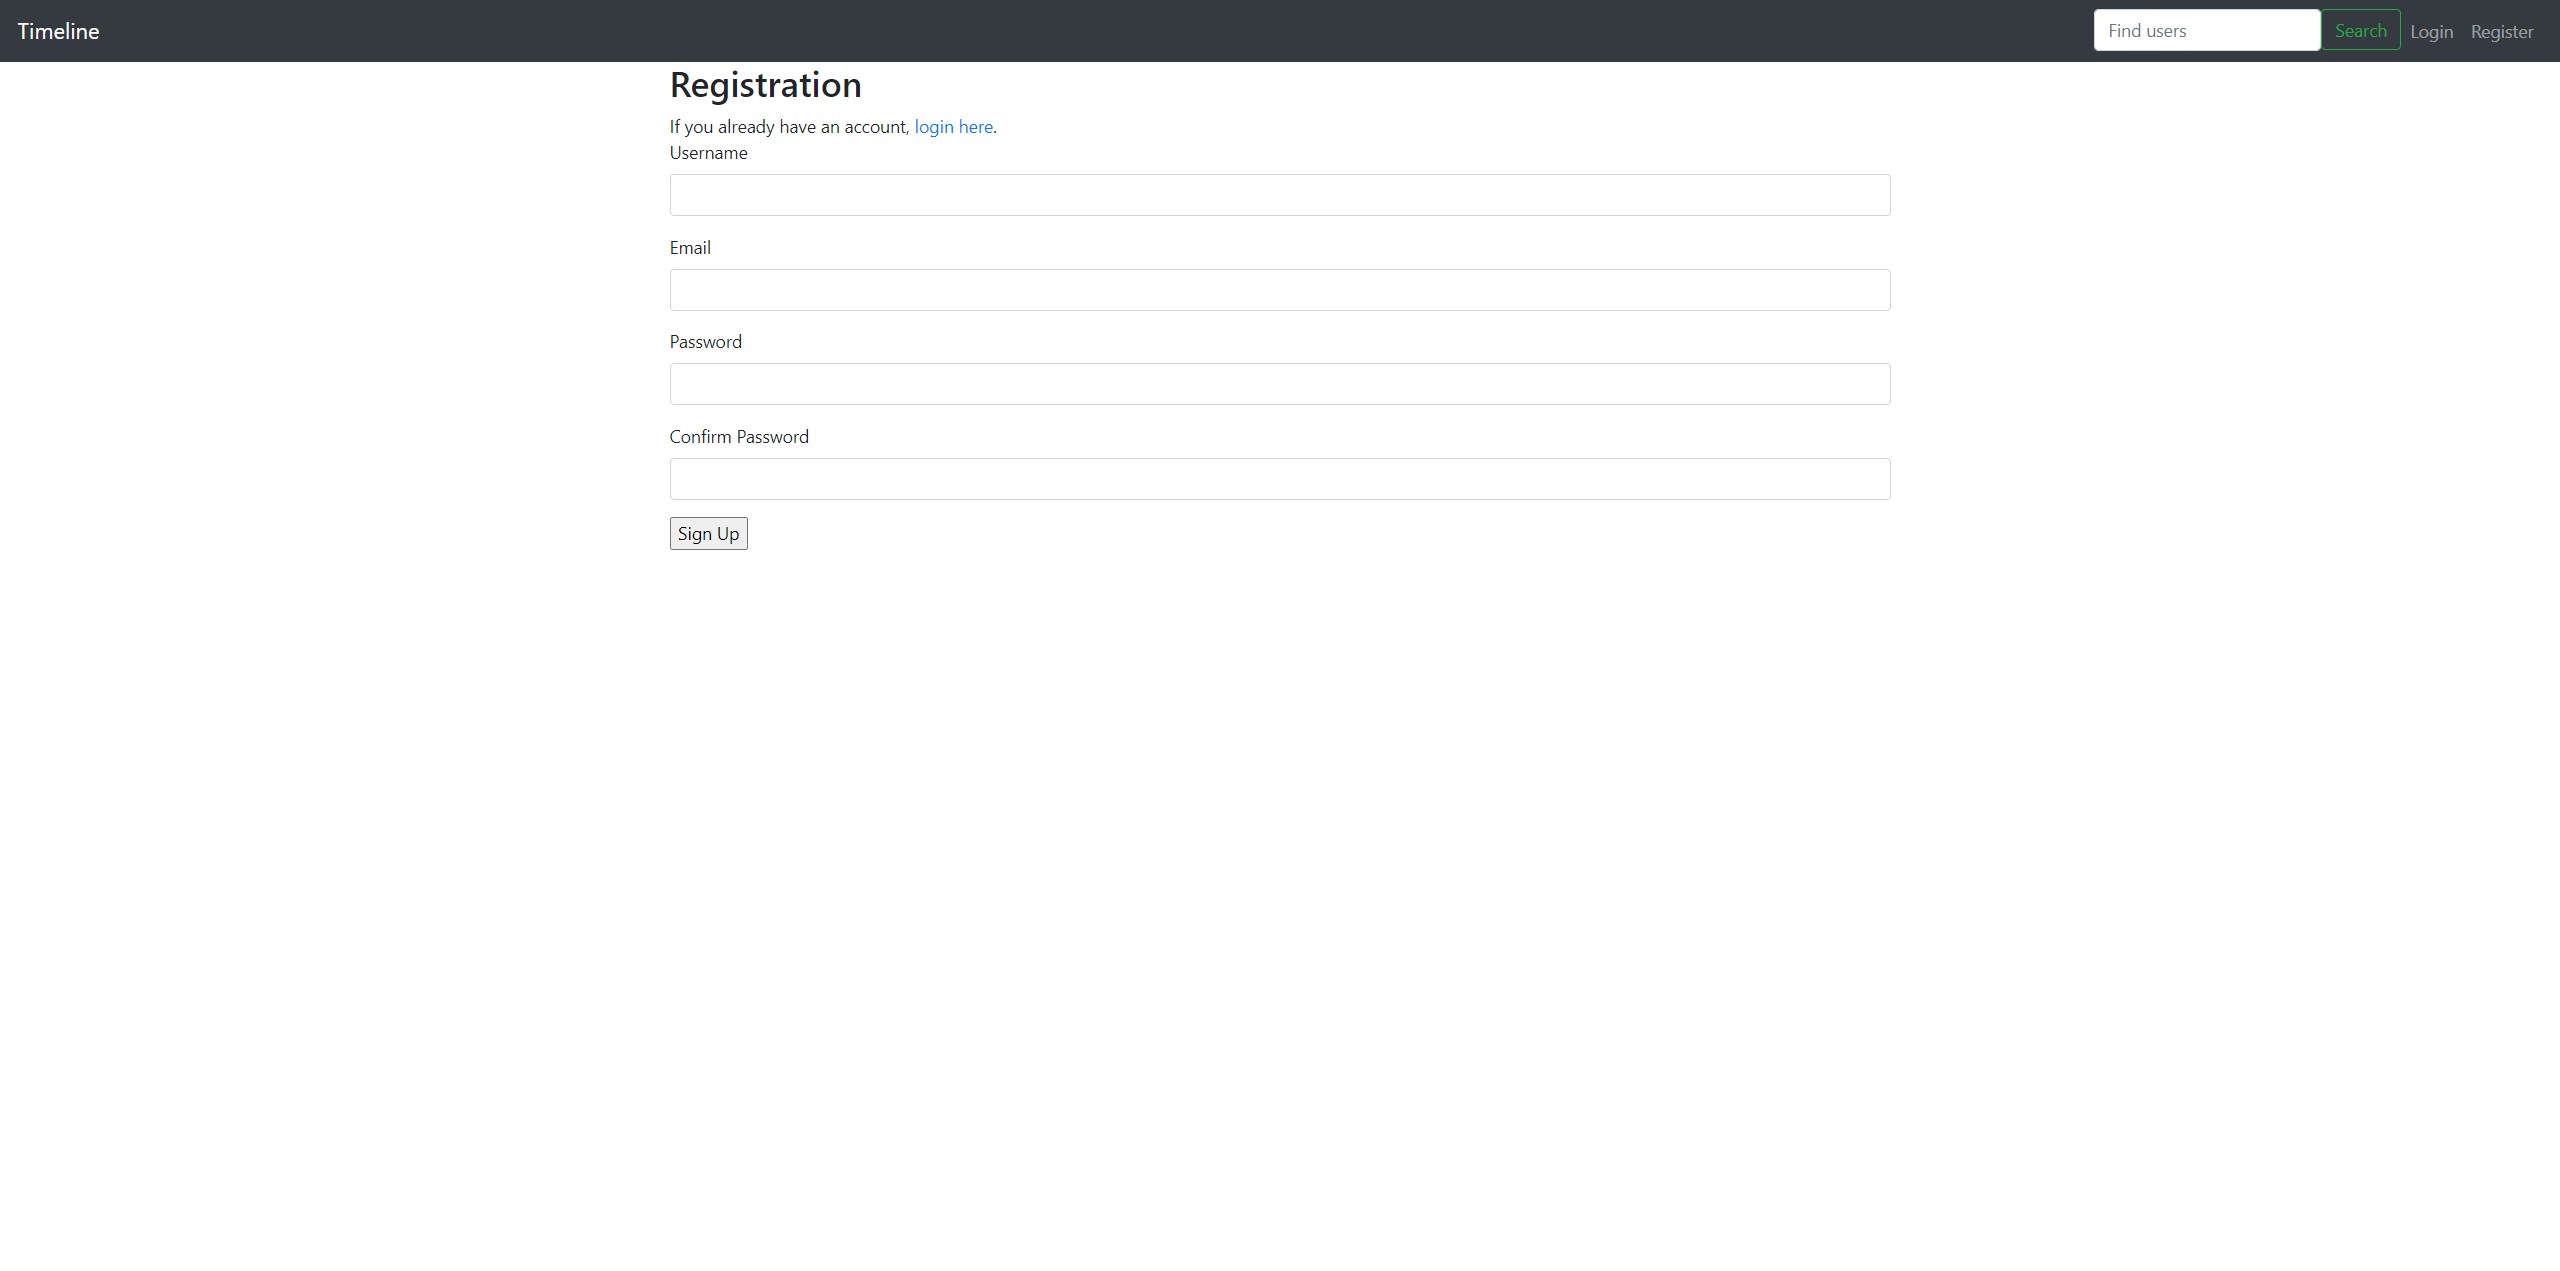 Timeline
Find users
Search
Login
Register
Registration
If you already have an account, login here.
Username
Email
Password
Confirm Password
Sign Up